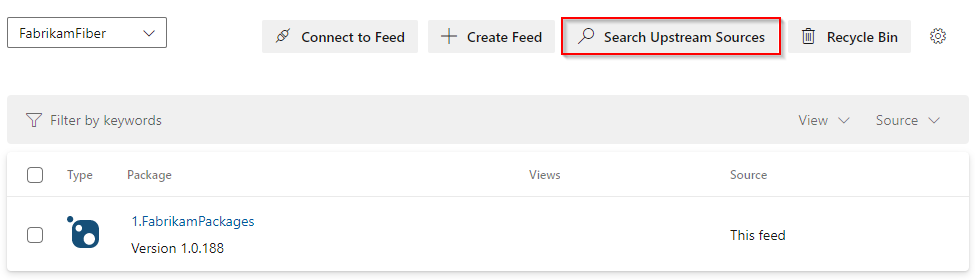 FabrikamFiber
Connect to Feed
Create Feed
Search Upstream Sources
Recycle Bin
Filter by keywords
View
Source
Type
Package
Views
Source
1.FabrikamPackages
Version 1.0.188
This feed